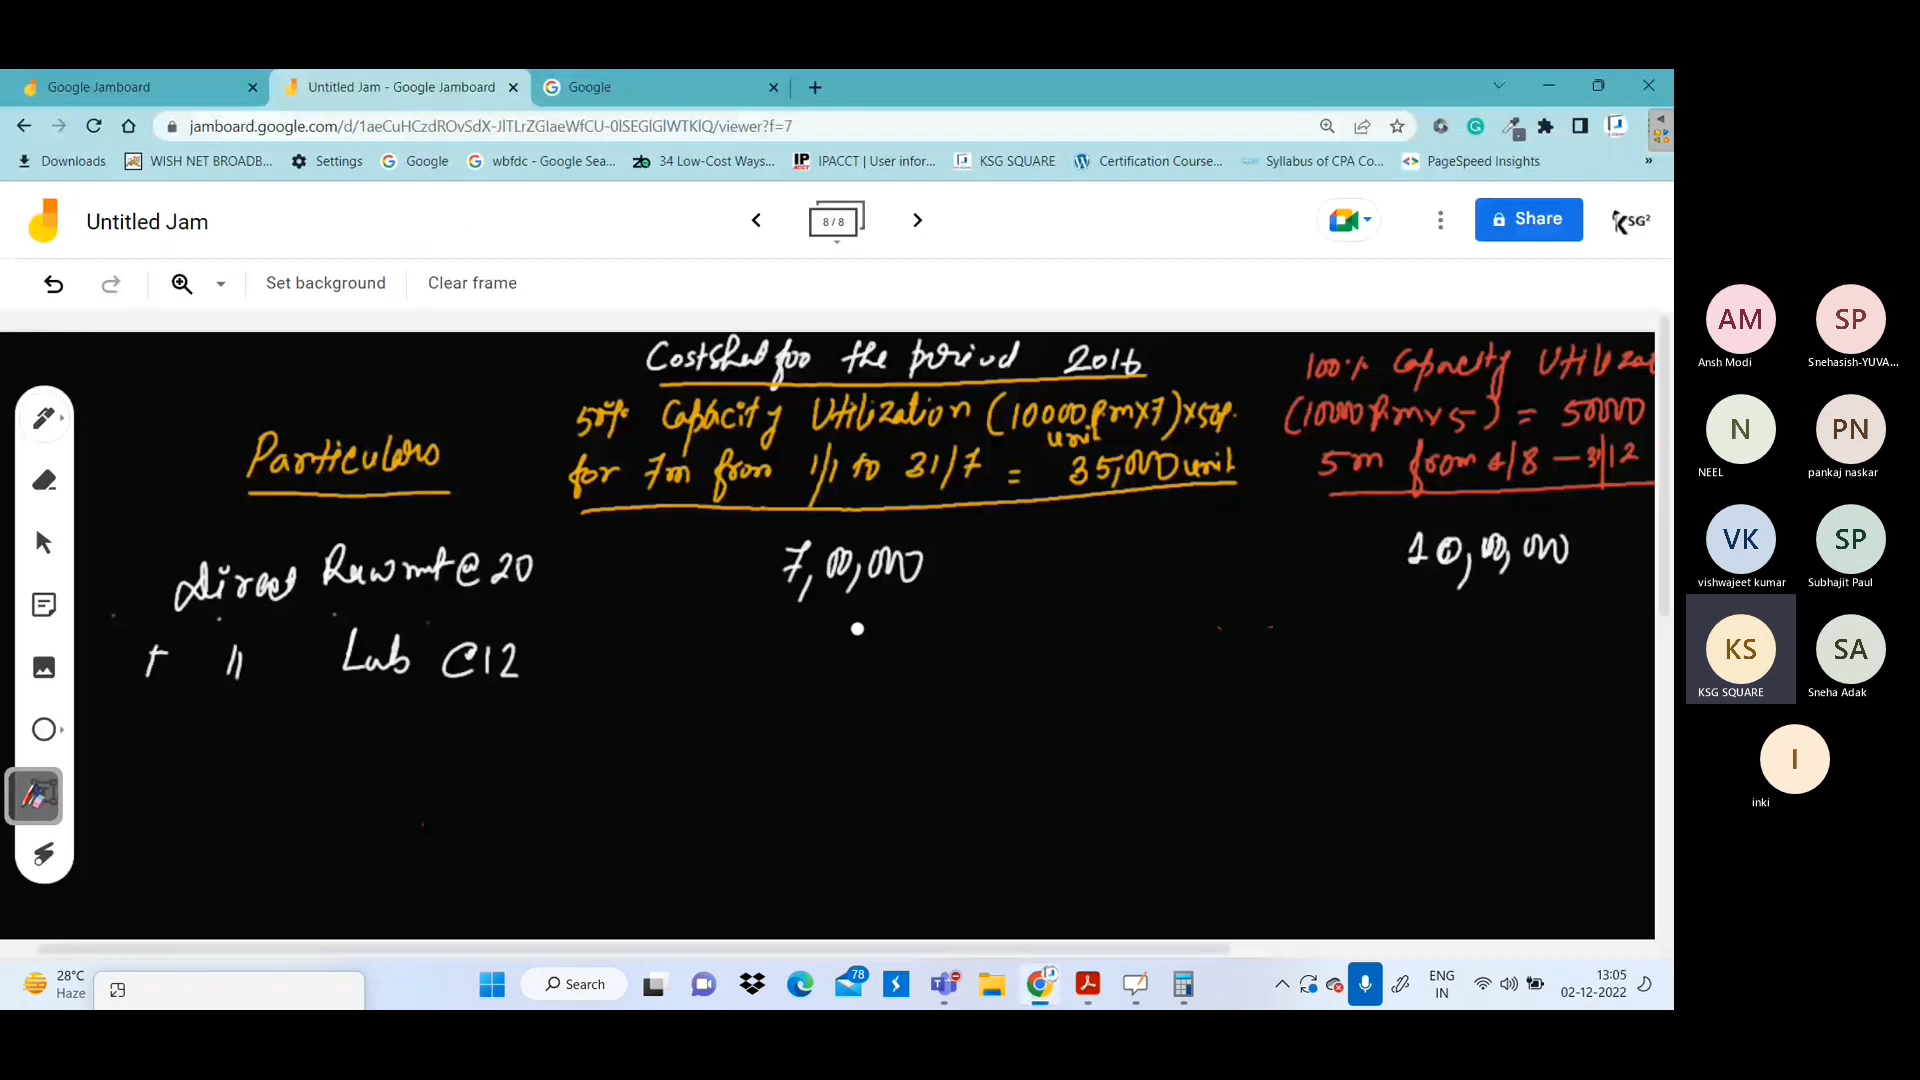 Google Jamboard
Untitled Jam - Google Jamboard
Google
jamboard.google.com/d/1aeCuHCzdROvSdX-JlTLrZGIaeWfCU-0lSEGlGlWTKlQ/viewer?f=7
Downloads
WISH NET BROADB...
Settings
Google
wbfdc - Google Sea...
34 Low-Cost Ways...
IPACCT | User infor...
KSG SQUARE
Certification Course...
Syllabus of CPA Co...
PageSpeed Insights
»
Untitled Jam
8 / 8
Share
KSG²
Set background
Clear frame
for the period 2016
Particulars
50% Capacity Utilization (10000 Pm×7)×50%
unit
for 7m from 1/1 to 31/7 = 35,000 unit
100% Capacity
(10000 Pm×5) = 50000
5m from 1/8 - 31/12
Direct Raw mat @ 20
7,00,000
10,00,000
+ 〃 Lab @12
AM
Ansh Modi
SP
Snehasish-YUVA...
N
NEEL
PN
pankaj naskar
VK
vishwajeet kumar
SP
Subhajit Paul
KS
KSG SQUARE
SA
Sneha Adak
I
inki
28°C
Haze
Search
78
ENG
IN
13:05
02-12-2022